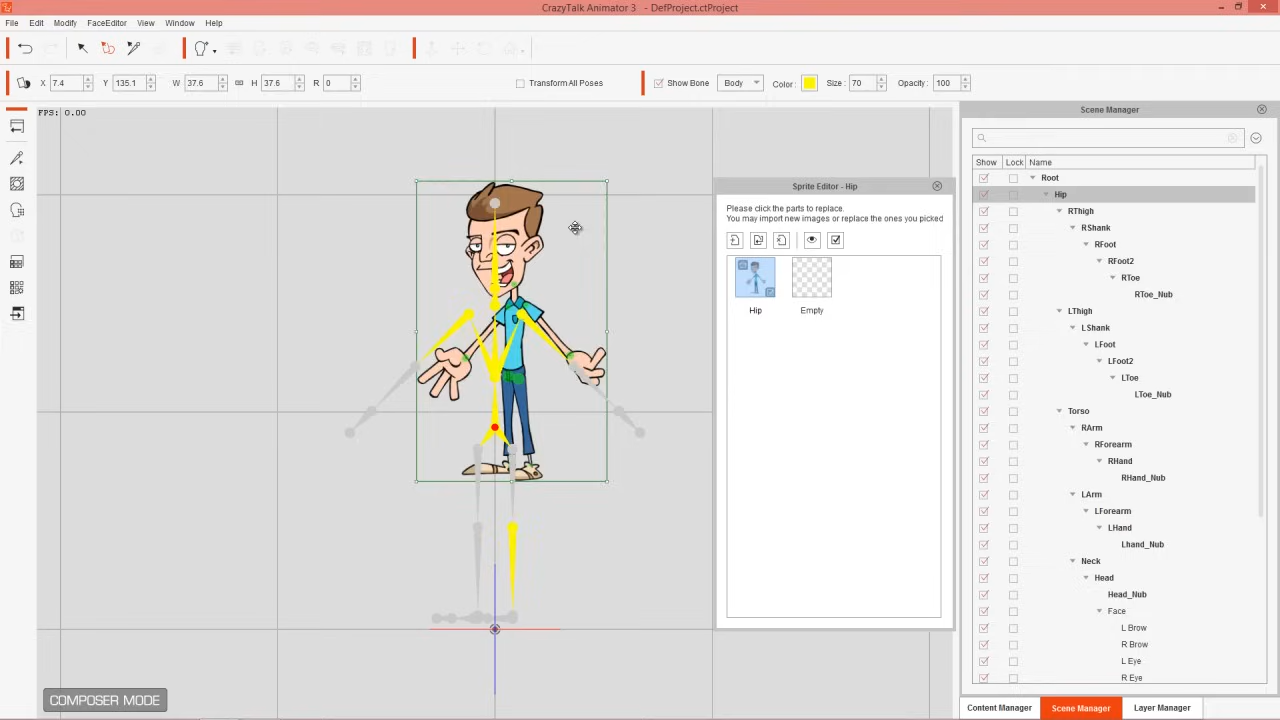 CrazyTalk Animator 3 - DefProject.ctProject
File Edit Modify FaceEditor View Window Help
X 7.4 Y 135.1 W 37.6 H 37.6 R 0 Transform All Poses Show Bone Body Color : Size : 70 Opacity : 100
FPS: 0.00
Scene Manager
Show Lock Name
Root
Hip
RThigh
RShank
RFoot
RFoot2
RToe
RToe_Nub
LThigh
LShank
LFoot
LFoot2
LToe
LToe_Nub
Torso
RArm
RForearm
RHand
RHand_Nub
LArm
LForearm
LHand
Lhand_Nub
Neck
Head
Head_Nub
Face
L Brow
R Brow
L Eye
R Eye
Sprite Editor - Hip
Please click the parts to replace.
You may import new images or replace the ones you picked
Hip Empty
COMPOSER MODE
Content Manager Scene Manager Layer Manager